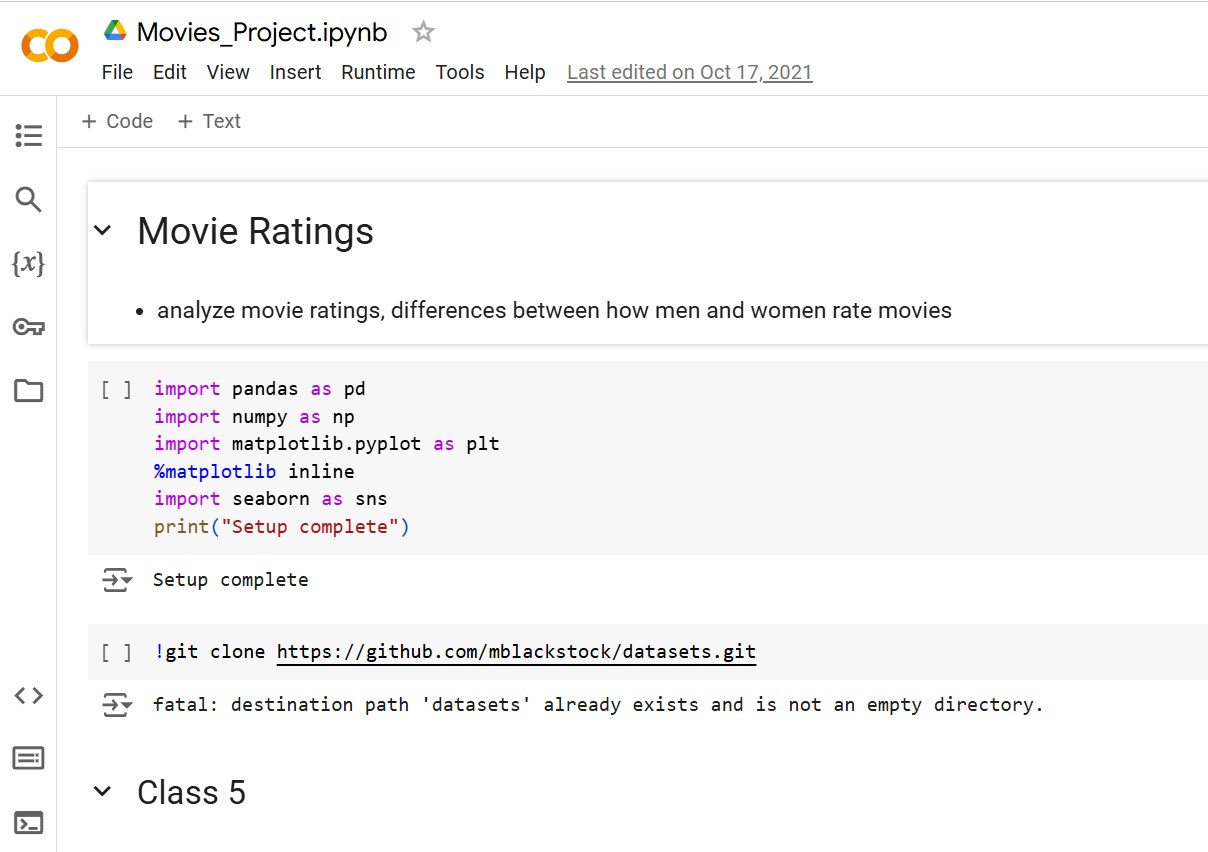 Movies_Project.ipynb
File Edit View Insert Runtime Tools Help Last edited on Oct 17, 2021
+ Code + Text
{x}
Movie Ratings
• analyze movie ratings, differences between how men and women rate movies
[ ] import pandas as pd
import numpy as np
import matplotlib.pyplot as plt
%matplotlib inline
import seaborn as sns
print("Setup complete")
Setup complete
[ ] !git clone https://github.com/mblackstock/datasets.git
fatal: destination path 'datasets' already exists and is not an empty directory.
Class 5